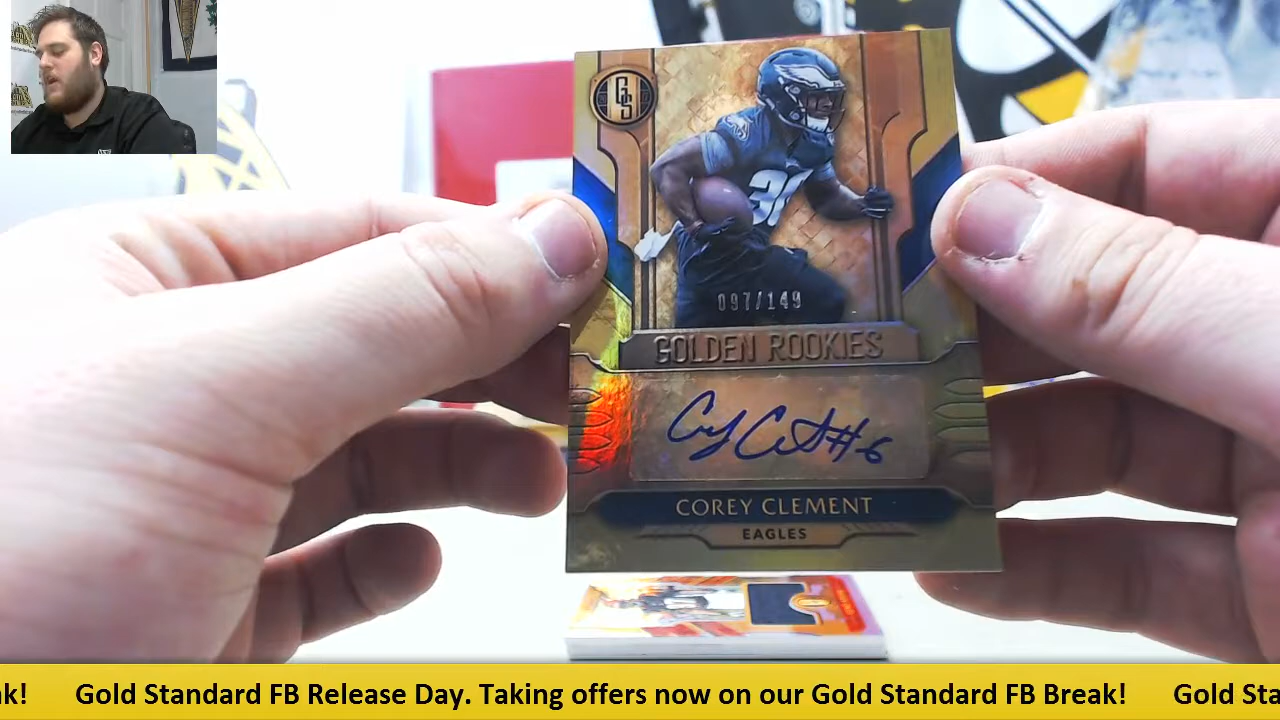 GS
30
097/149
GOLDEN ROOKIES
COREY CLEMENT
EAGLES
ak! Gold Standard FB Release Day. Taking offers now on our Gold Standard FB Break! Gold Sta